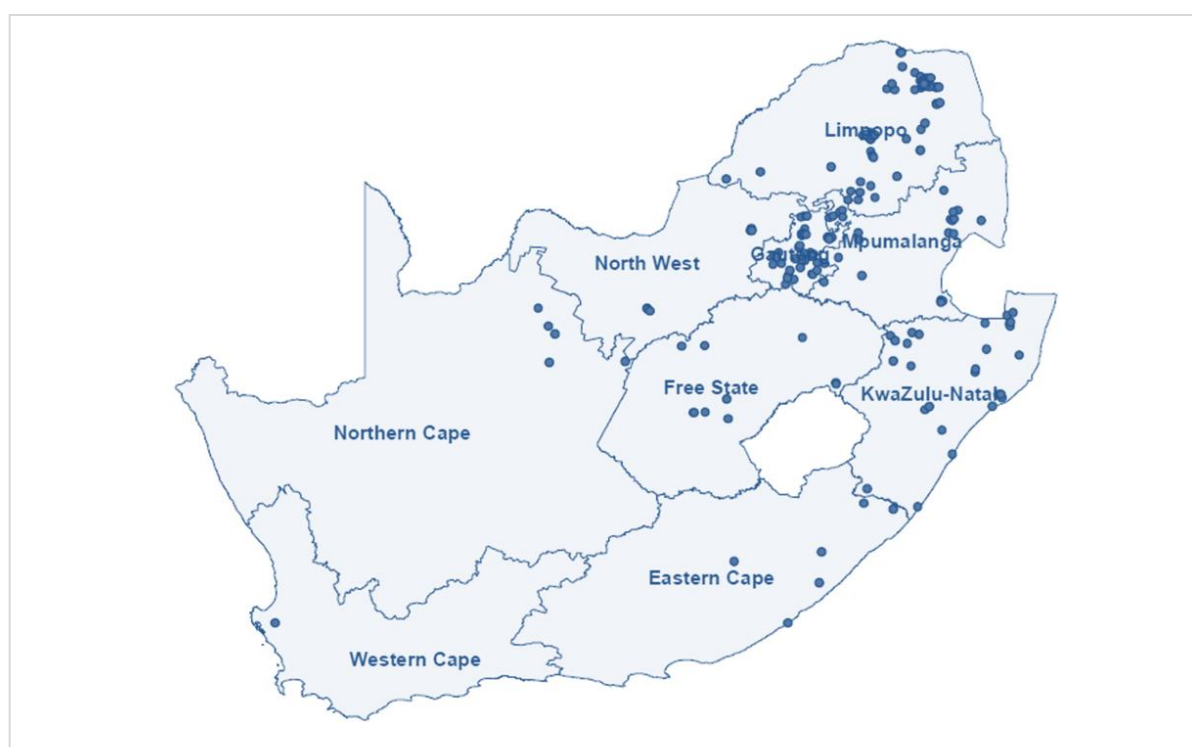 Limpopo
Mpumalanga
Gauteng
North West
Free State
KwaZulu-Natal
Northern Cape
Eastern Cape
Western Cape